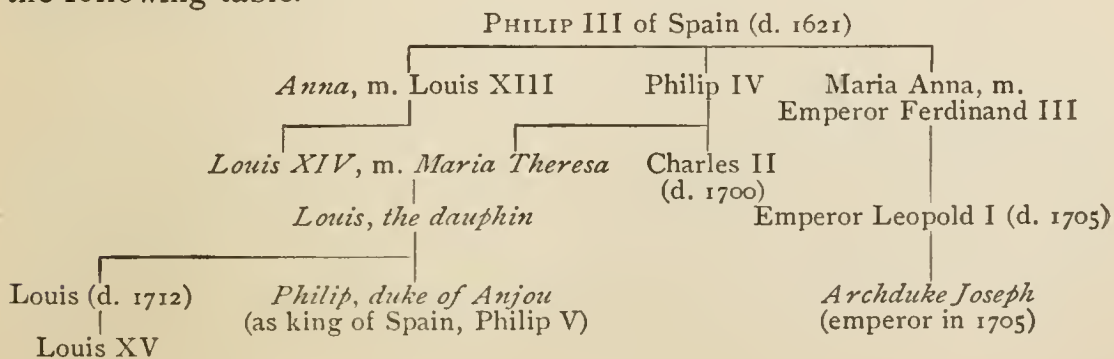 the following table.
PHILIP III of Spain (d. 1621)
Anna, m. Louis XIII Philip IV Maria Anna, m.
Emperor Ferdinand III
Louis XIV, m. Maria Theresa Charles II
(d. 1700)
Louis, the dauphin Emperor Leopold I (d. 1705)
Louis (d. 1712) Philip, duke of Anjou Archduke Joseph
(as king of Spain, Philip V) (emperor in 1705)
Louis XV